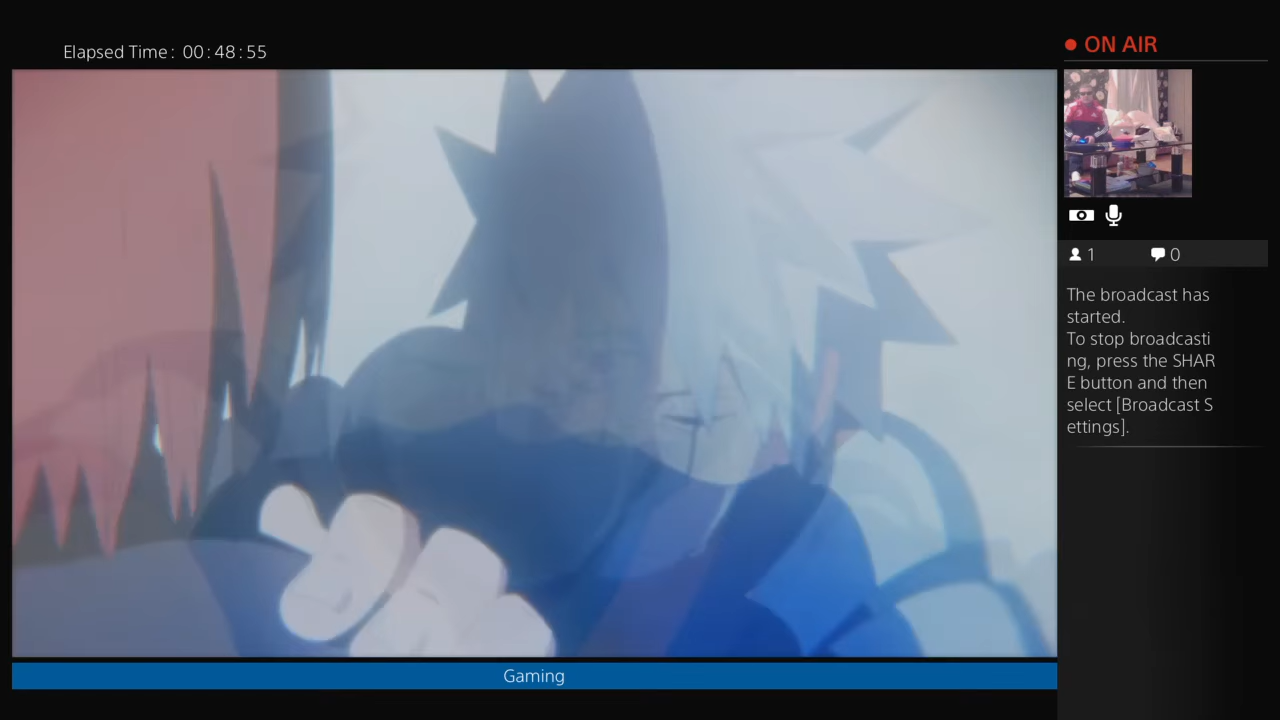 Elapsed Time: 00:48:55
ON AIR
1
0
The broadcast has
started.
To stop broadcasti
ng, press the SHAR
E button and then
select [Broadcast S
ettings].
Gaming